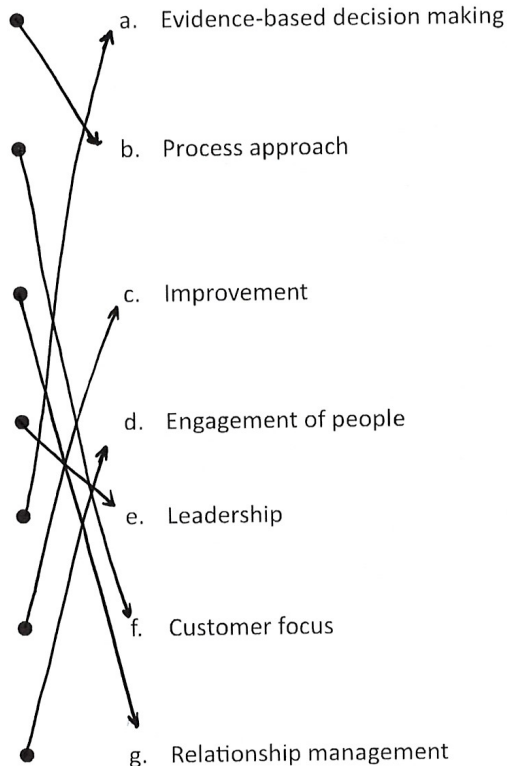 a. Evidence-based decision making
b. Process approach
c. Improvement
d. Engagement of people
e. Leadership
f. Customer focus
g. Relationship management